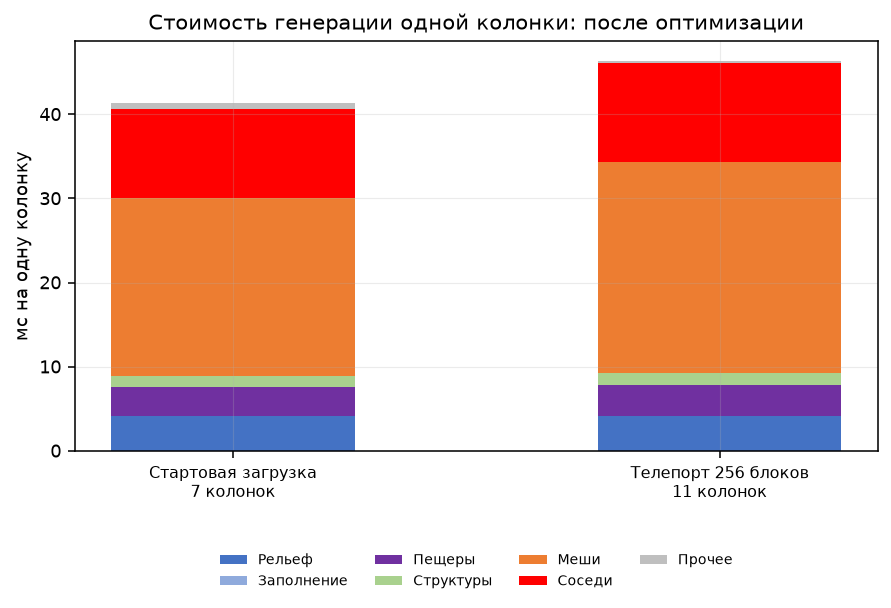 Стоимость генерации одной колонки: после оптимизации
мс на одну колонку
40
30
20
10
0
Стартовая загрузка
7 колонок
Телепорт 256 блоков
11 колонок
Рельеф
Пещеры
Меши
Прочее
Заполнение
Структуры
Соседи